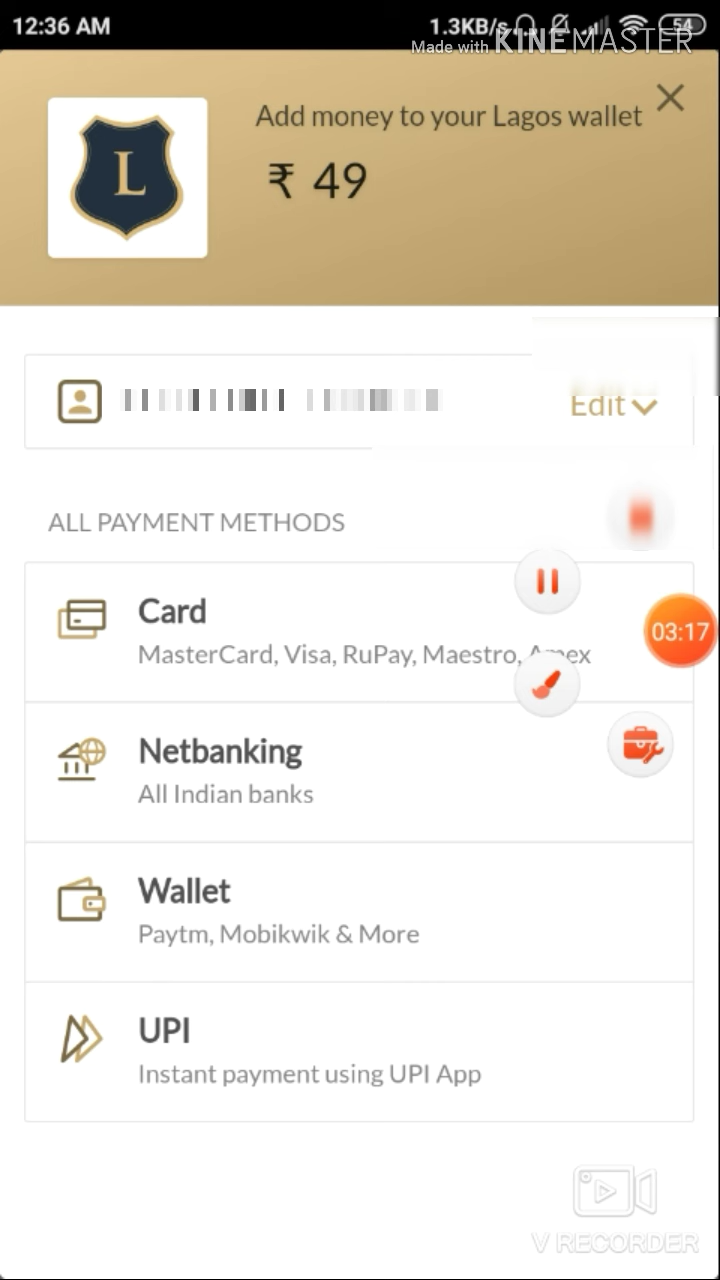 12:36 AM 1.3KB/s 54
Made with KINEMASTER
Add money to your Lagos wallet
₹ 49
L
Edit
ALL PAYMENT METHODS
Card
MasterCard, Visa, RuPay, Maestro, Amex
03:17
Netbanking
All Indian banks
Wallet
Paytm, Mobikwik & More
UPI
Instant payment using UPI App
V RECORDER